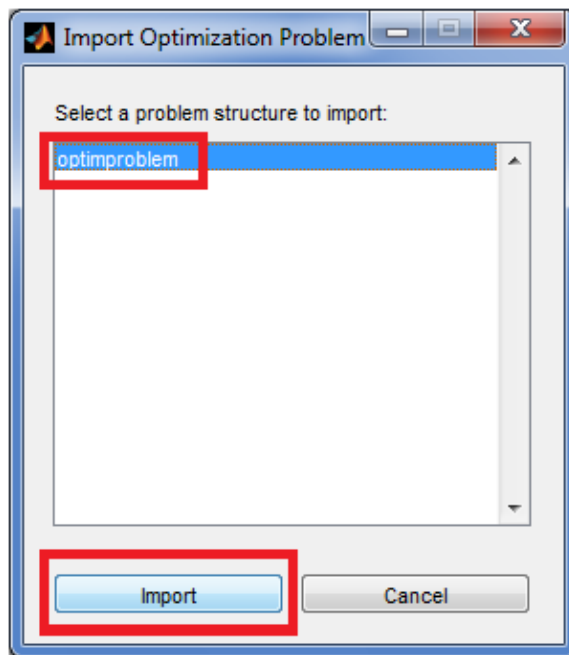 Import Optimization Problem
Select a problem structure to import:
optimproblem
Import
Cancel